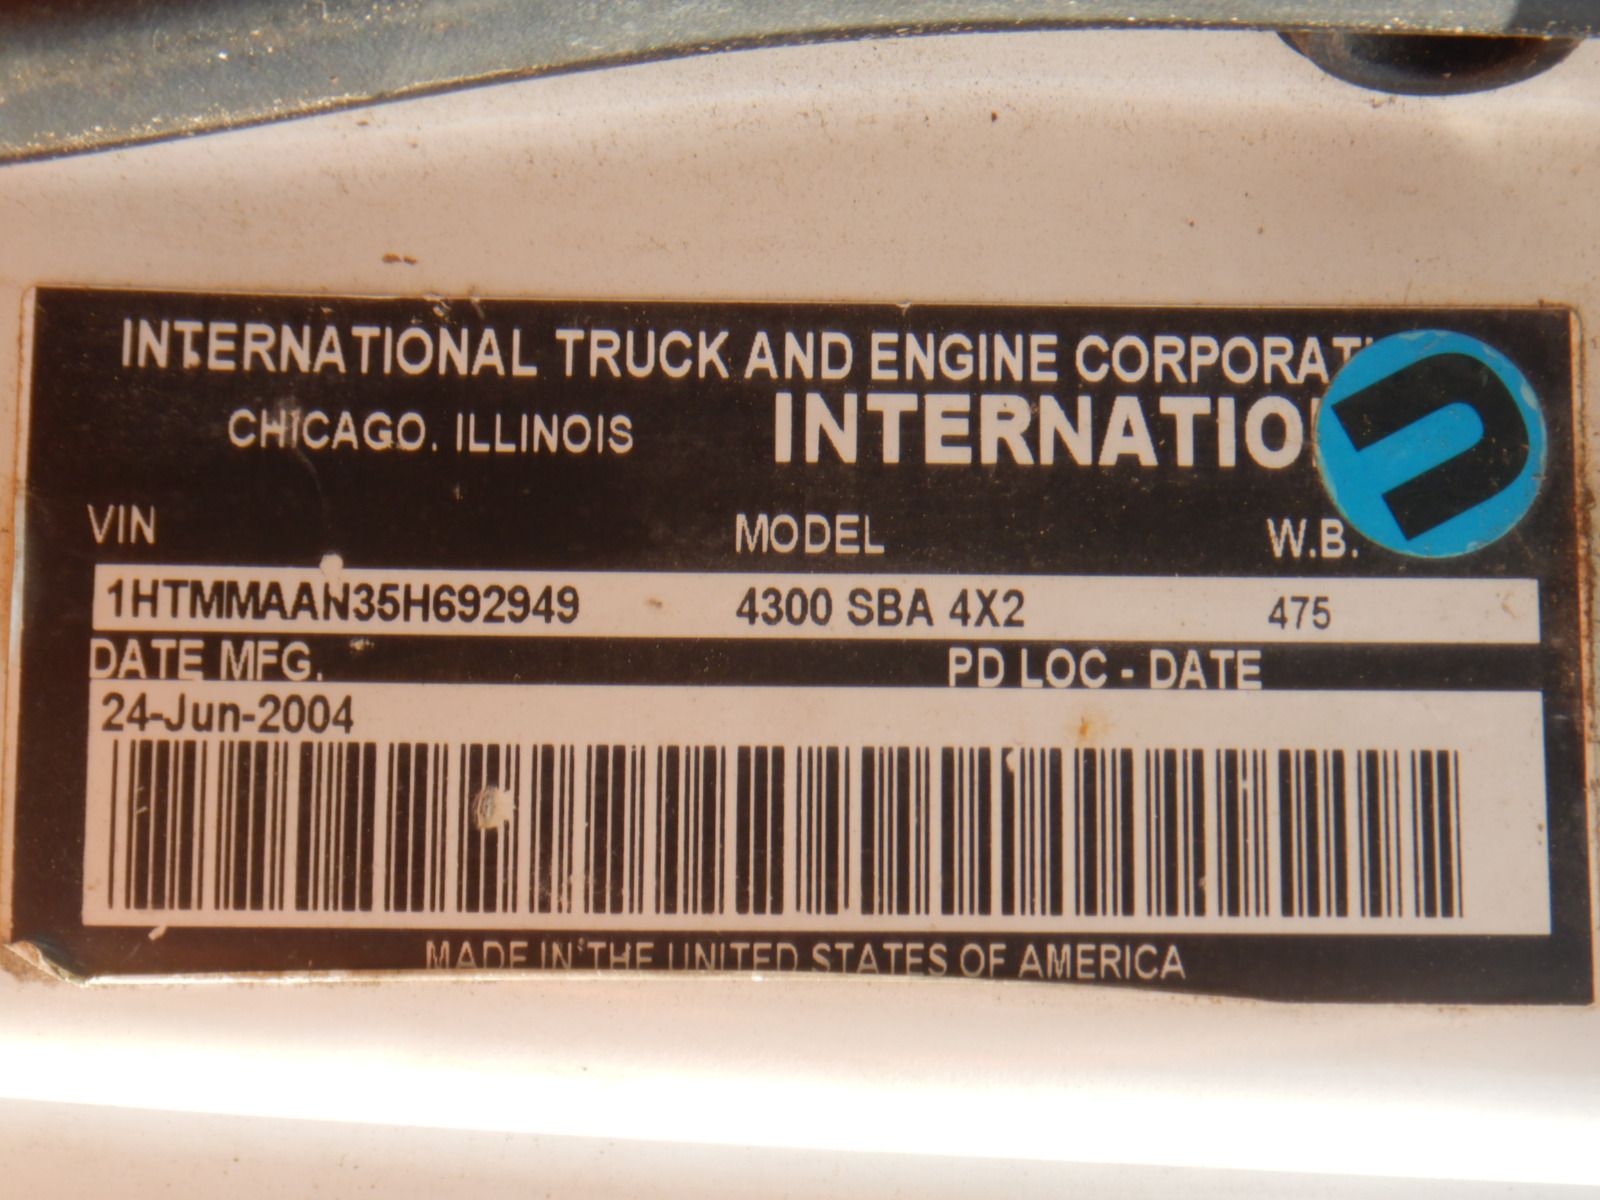 INTERNATIONAL TRUCK AND ENGINE CORPORATI
CHICAGO, ILLINOIS
INTERNATIO
VIN MODEL W.B.
1HTMMAAN35H692949 4300 SBA 4X2 475
DATE MFG. PD LOC - DATE
24-Jun-2004
MADE IN THE UNITED STATES OF AMERICA